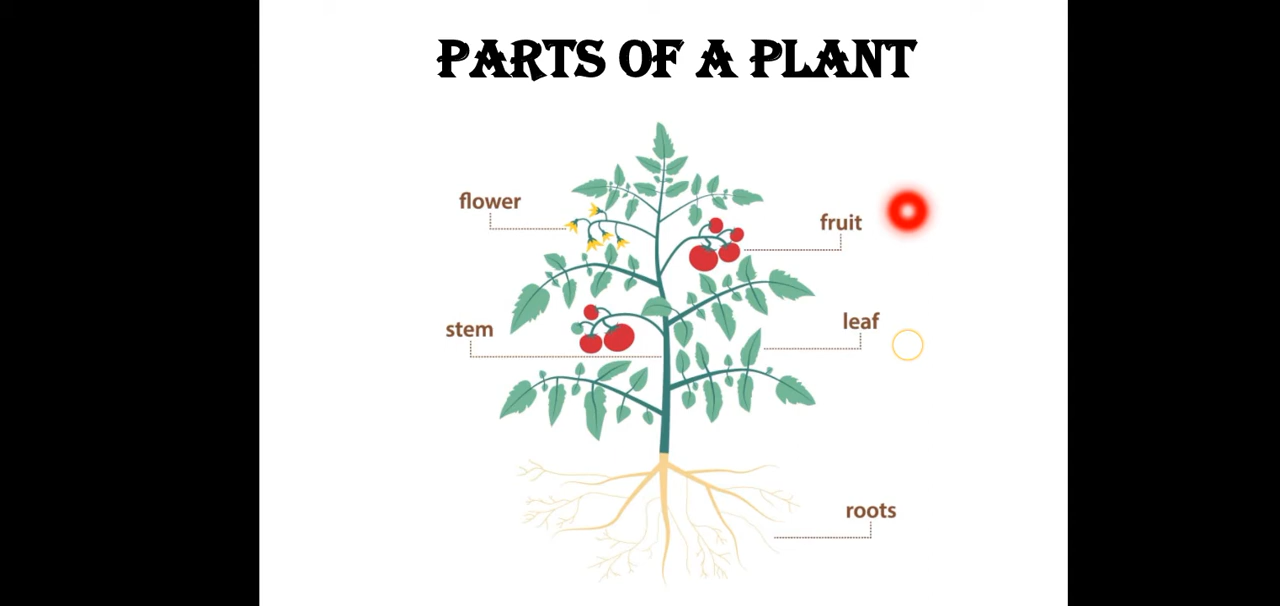 PARTS OF A PLANT
flower
fruit
stem
leaf
roots